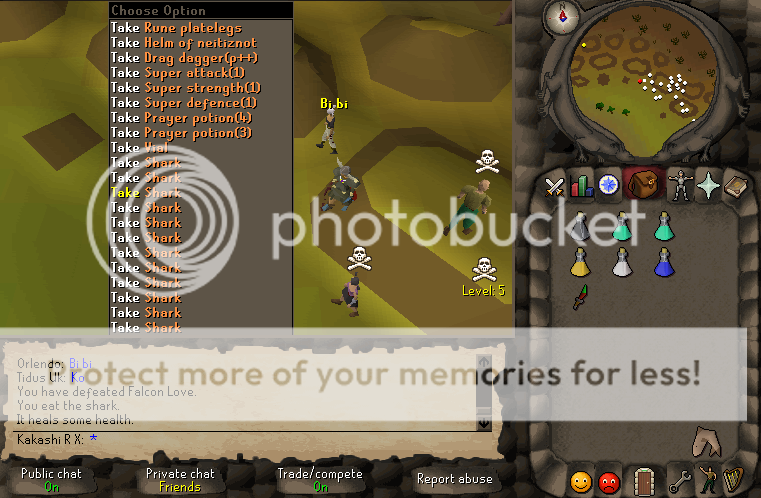 Choose Option
Take Rune platelegs
Take Helm of neitiznot
Take Drag dagger(p++)
Take Super attack(1)
Take Super strength(1)
Take Super defence(1)
Take Prayer potion(4)
Take Prayer potion(3)
Take Vial
Take Shark
Take Shark
Take Shark
Take Shark
Take Shark
Take Shark
Take Shark
Take Shark
Take Shark
Take Shark
Take Shark
Take Shark
Bi bi
Level: 5
photobucket
Protect more of your memories for less!
Orlendo: Bi bi
Tidus Uk: Ko
You have defeated Falcon Love.
You eat the shark.
It heals some health.
Kakashi R X: *
Public chat
On
Private chat
Friends
Trade/compete
On
Report abuse